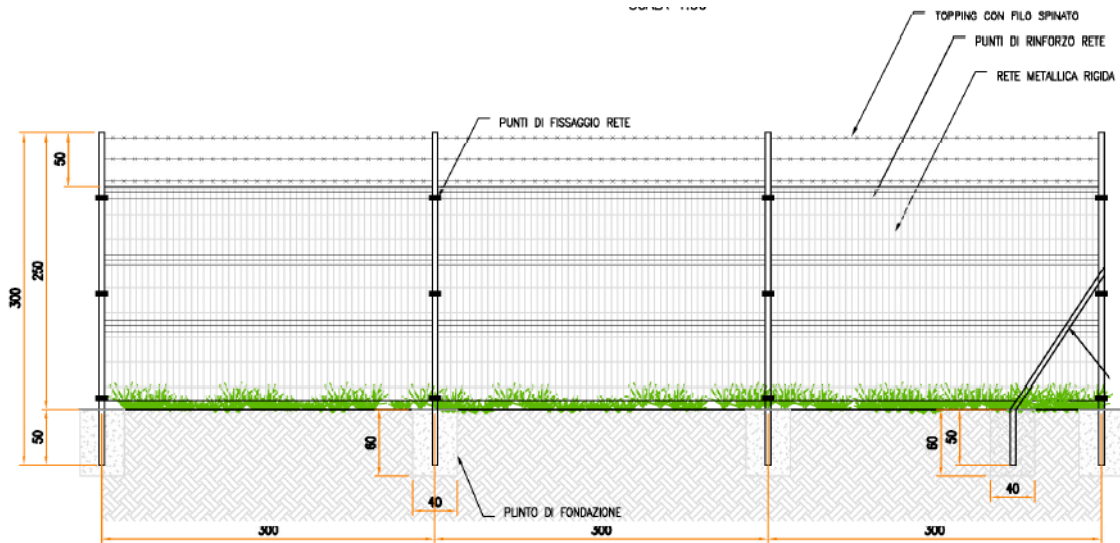 TOPPING CON FILO SPINATO
PUNTI DI RINFORZO RETE
RETE METALLICA RIGIDA
PUNTI DI FISSAGGIO RETE
50
300
250
50
60
60
50
40
40
PUNTO DI FONDAZIONE
300
300
300